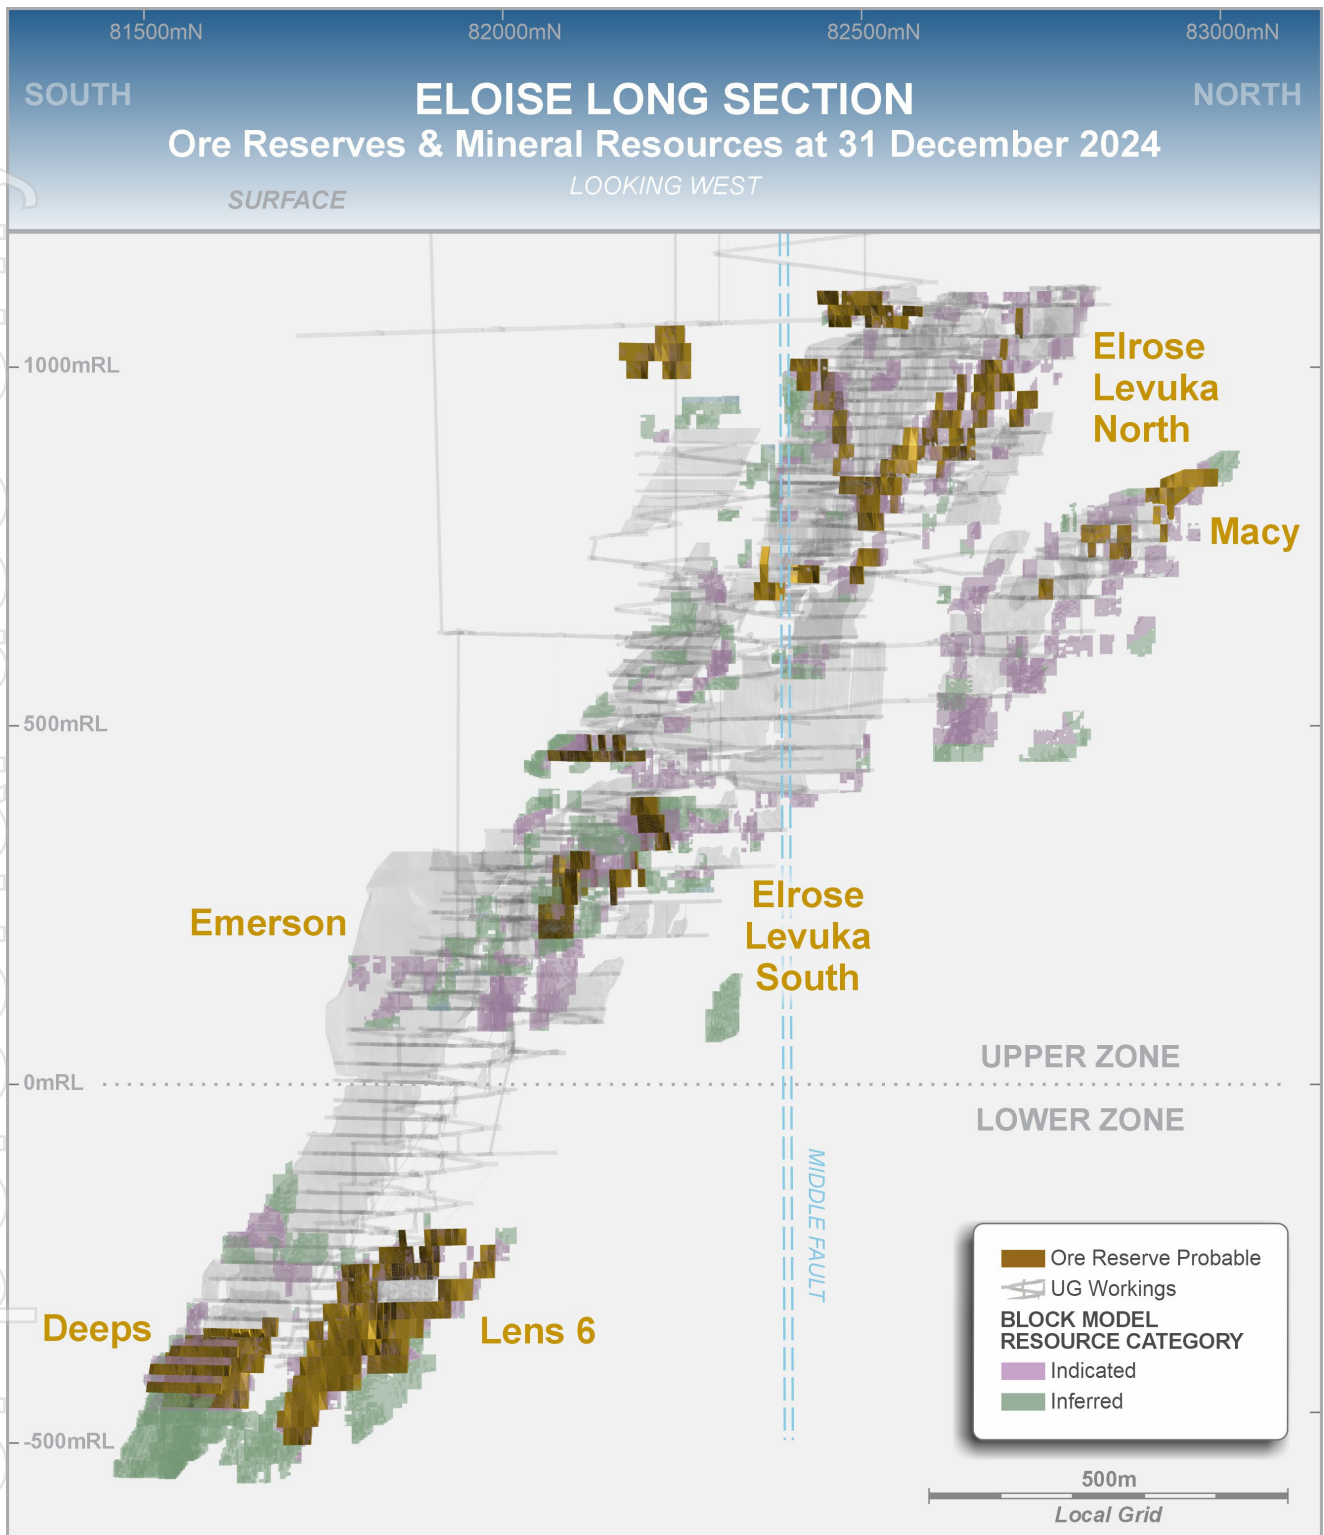 81500mN
82000mN
82500mN
83000mN
SOUTH
NORTH
ELOISE LONG SECTION
Ore Reserves & Mineral Resources at 31 December 2024
LOOKING WEST
SURFACE
1000mRL
Elrose
Levuka
North
Macy
500mRL
Emerson
Elrose
Levuka
South
UPPER ZONE
0mRL
LOWER ZONE
MIDDLE FAULT
Deeps
Lens 6
-500mRL
Ore Reserve Probable
UG Workings
BLOCK MODEL
RESOURCE CATEGORY
Indicated
Inferred
500m
Local Grid